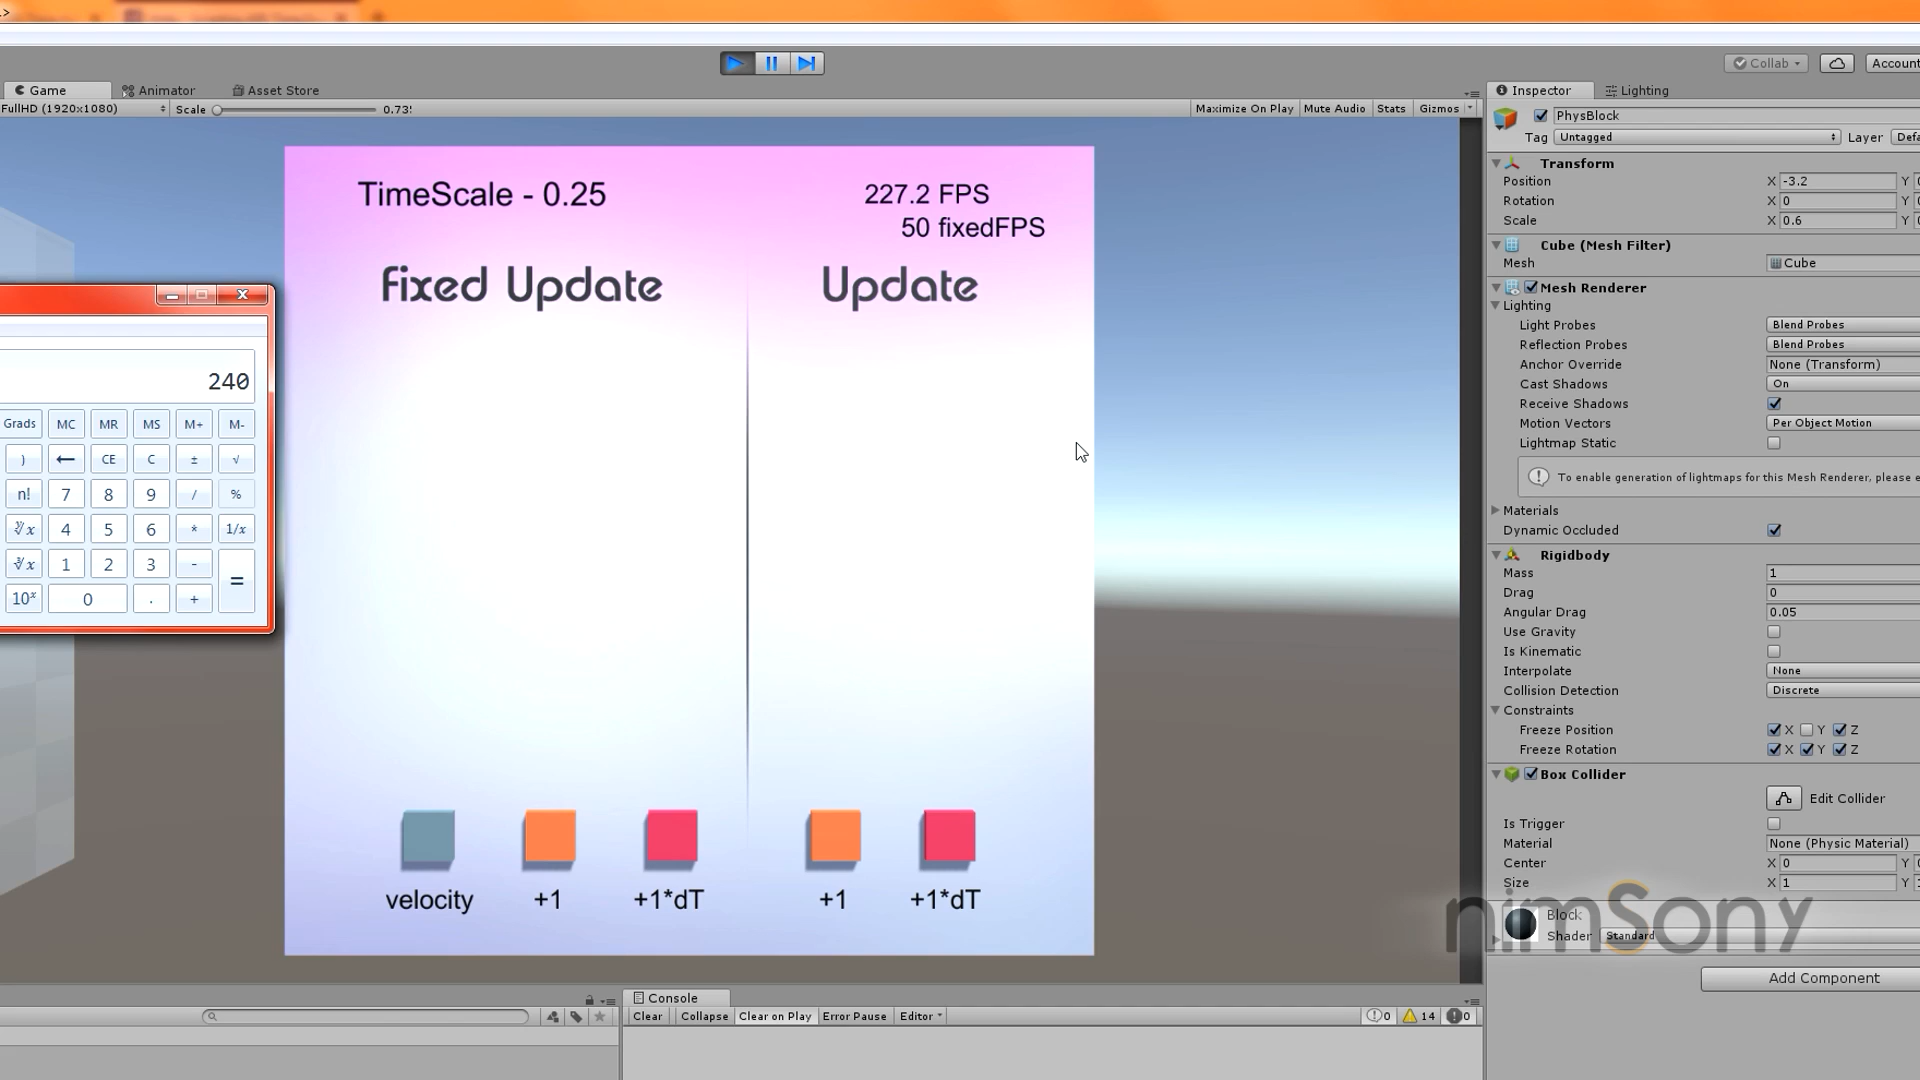 >
Collab
Account
Game
Animator
Asset Store
Inspector
Lighting
FullHD (1920x1080)
Scale
0.73
Maximize On Play
Mute Audio
Stats
Gizmos
PhysBlock
Tag
Untagged
Layer
Defa
TimeScale - 0.25
227.2 FPS
50 fixedFPS
fixed Update
Update
velocity
+1
+1*dT
+1
+1*dT
240
Grads MC MR MS M+ M-
) ← CE C ± √
n! 7 8 9 / %
ʸ√x 4 5 6 * 1/x
³√x 1 2 3 - =
10ˣ 0 . +
Transform
Position X -3.2 Y
Rotation X 0 Y
Scale X 0.6 Y
Cube (Mesh Filter)
Mesh Cube
Mesh Renderer
Lighting
Light Probes Blend Probes
Reflection Probes Blend Probes
Anchor Override None (Transform)
Cast Shadows On
Receive Shadows
Motion Vectors Per Object Motion
Lightmap Static
To enable generation of lightmaps for this Mesh Renderer, please e
Materials
Dynamic Occluded
Rigidbody
Mass 1
Drag 0
Angular Drag 0.05
Use Gravity
Is Kinematic
Interpolate None
Collision Detection Discrete
Constraints
Freeze Position X Y Z
Freeze Rotation X Y Z
Box Collider
Edit Collider
Is Trigger
Material None (Physic Material)
Center X 0 Y
Size X 1 Y
nimSony
Block
Shader Standard
Add Component
Console
Clear Collapse Clear on Play Error Pause Editor
0 14 0